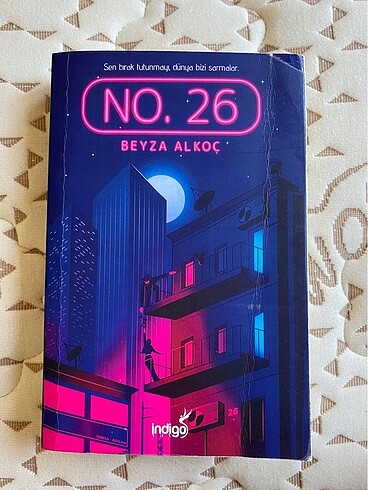 Sen bırak tutunmayı, dünya bizi sarmalar.
NO. 26
BEYZA ALKOÇ
26
indigo